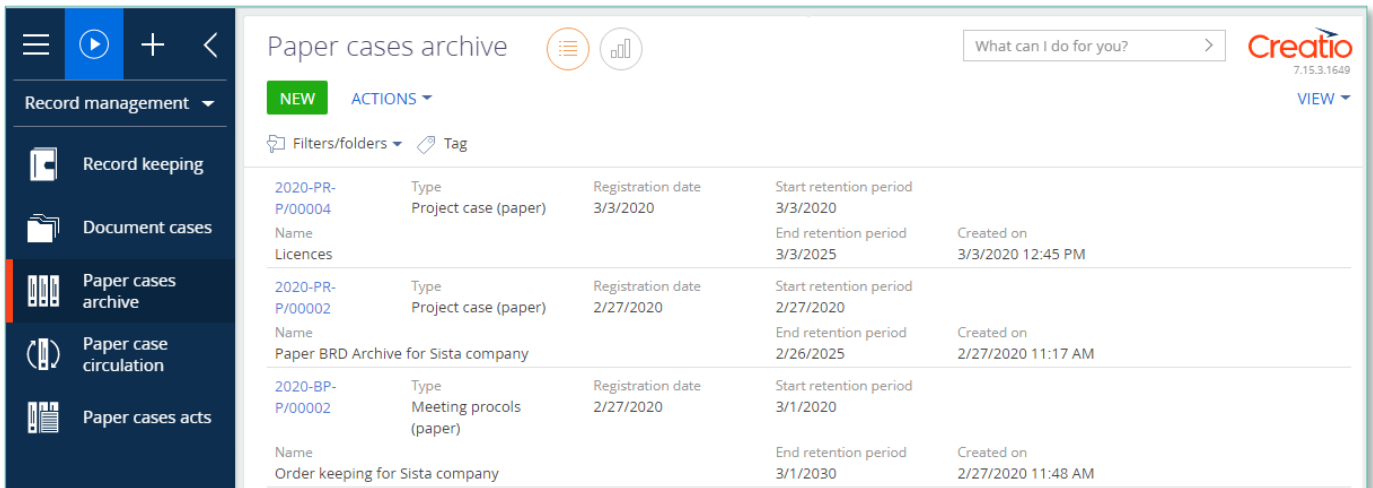 Paper cases archive
What can I do for you?
Creatio
7.15.3.1649
Record management
NEW ACTIONS VIEW
Filters/folders Tag
Record keeping
Document cases
Paper cases
archive
Paper case
circulation
Paper cases acts
2020-PR- Type Registration date Start retention period
P/00004 Project case (paper) 3/3/2020 3/3/2020
Name End retention period Created on
Licences 3/3/2025 3/3/2020 12:45 PM
2020-PR- Type Registration date Start retention period
P/00002 Project case (paper) 2/27/2020 2/27/2020
Name End retention period Created on
Paper BRD Archive for Sista company 2/26/2025 2/27/2020 11:17 AM
2020-BP- Type Registration date Start retention period
P/00002 Meeting procols 2/27/2020 3/1/2020
(paper)
Name End retention period Created on
Order keeping for Sista company 3/1/2030 2/27/2020 11:48 AM